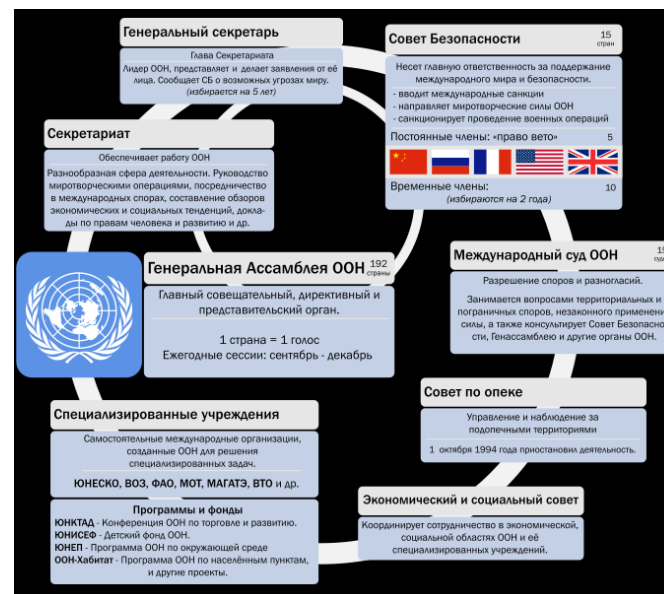 Генеральный секретарь
Глава Секретариата
Лидер ООН, представляет и делает заявления от её
лица. Сообщает СБ о возможных угрозах миру.
(избирается на 5 лет)
Совет Безопасности
15
стран
Несет главную ответственность за поддержание
международного мира и безопасности.
- вводит международные санкции
- направляет миротворческие силы ООН
- санкционирует проведение военных операций
Постоянные члены: «право вето» 5
Временные члены: 10
(избираются на 2 года)
Секретариат
Обеспечивает работу ООН
Разнообразная сфера деятельности. Руководство
миротворческими операциями, посредничество
в международных спорах, составление обзоров
экономических и социальных тенденций, докла-
ды по правам человека и развитию и др.
Генеральная Ассамблея ООН
192
страны
Главный совещательный, директивный и
представительский орган.
1 страна = 1 голос
Ежегодные сессии: сентябрь - декабрь
Международный суд ООН
Разрешение споров и разногласий.
Занимается вопросами территориальных и
пограничных споров, незаконного применени
силы, а также консультирует Совет Безопасно
сти, Генассамблею и другие органы ООН.
Совет по опеке
Управление и наблюдение за
подопечными территориями
1 октября 1994 года приостановил деятельность.
Специализированные учреждения
Самостоятельные международные организации,
созданные ООН для решения
специализированных задач.
ЮНЕСКО, ВОЗ, ФАО, МОТ, МАГАТЭ, ВТО и др.
Программы и фонды
ЮНКТАД - Конференция ООН по торговле и развитию.
ЮНИСЕФ - Детский фонд ООН.
ЮНЕП - Программа ООН по окружающей среде
ООН-Хабитат - Программа ООН по населённым пунктам,
и другие проекты.
Экономический и социальный совет
Координирует сотрудничество в экономической,
социальной областях ООН и её
специализированных учреждений.